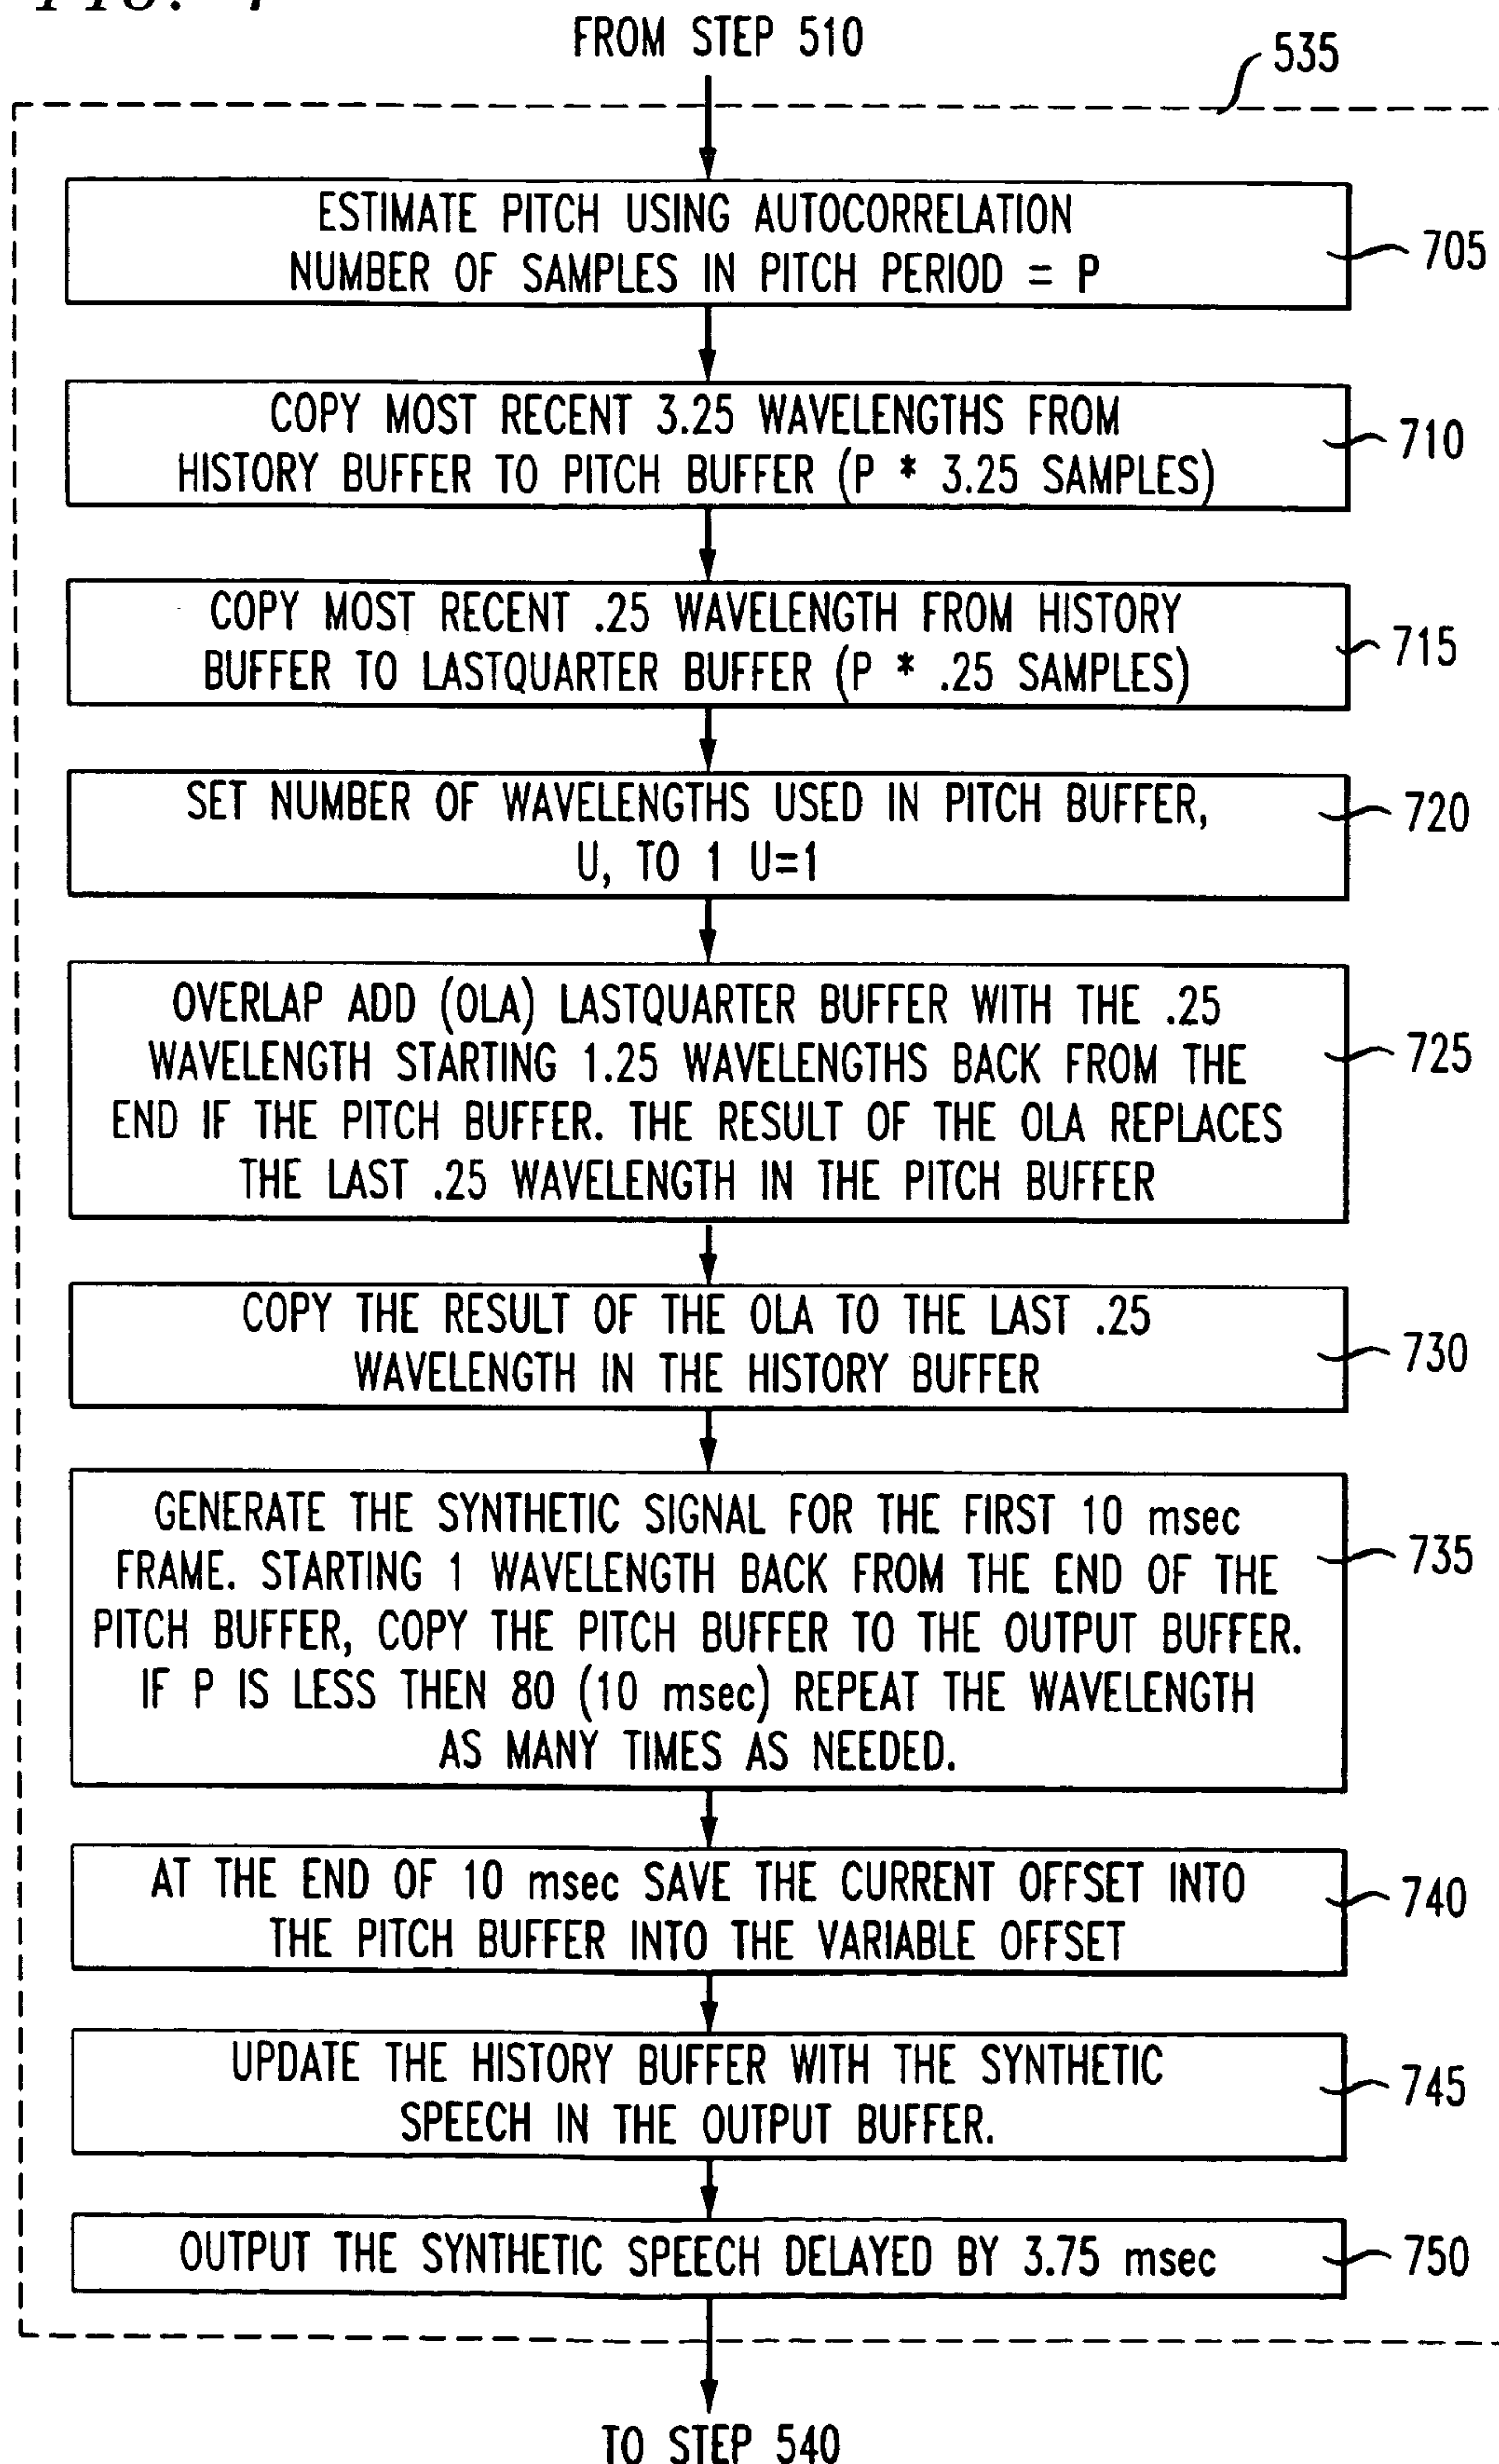 FROM STEP 510
535
ESTIMATE PITCH USING AUTOCORRELATION
NUMBER OF SAMPLES IN PITCH PERIOD = P
705
COPY MOST RECENT 3.25 WAVELENGTHS FROM
HISTORY BUFFER TO PITCH BUFFER (P * 3.25 SAMPLES)
710
COPY MOST RECENT .25 WAVELENGTH FROM HISTORY
BUFFER TO LASTQUARTER BUFFER (P * .25 SAMPLES)
715
SET NUMBER OF WAVELENGTHS USED IN PITCH BUFFER,
U, TO 1 U=1
720
OVERLAP ADD (OLA) LASTQUARTER BUFFER WITH THE .25
WAVELENGTH STARTING 1.25 WAVELENGTHS BACK FROM THE
END IF THE PITCH BUFFER. THE RESULT OF THE OLA REPLACES
THE LAST .25 WAVELENGTH IN THE PITCH BUFFER
725
COPY THE RESULT OF THE OLA TO THE LAST .25
WAVELENGTH IN THE HISTORY BUFFER
730
GENERATE THE SYNTHETIC SIGNAL FOR THE FIRST 10 msec
FRAME. STARTING 1 WAVELENGTH BACK FROM THE END OF THE
PITCH BUFFER, COPY THE PITCH BUFFER TO THE OUTPUT BUFFER.
IF P IS LESS THEN 80 (10 msec) REPEAT THE WAVELENGTH
AS MANY TIMES AS NEEDED.
735
AT THE END OF 10 msec SAVE THE CURRENT OFFSET INTO
THE PITCH BUFFER INTO THE VARIABLE OFFSET
740
UPDATE THE HISTORY BUFFER WITH THE SYNTHETIC
SPEECH IN THE OUTPUT BUFFER.
745
OUTPUT THE SYNTHETIC SPEECH DELAYED BY 3.75 msec
750
TO STEP 540